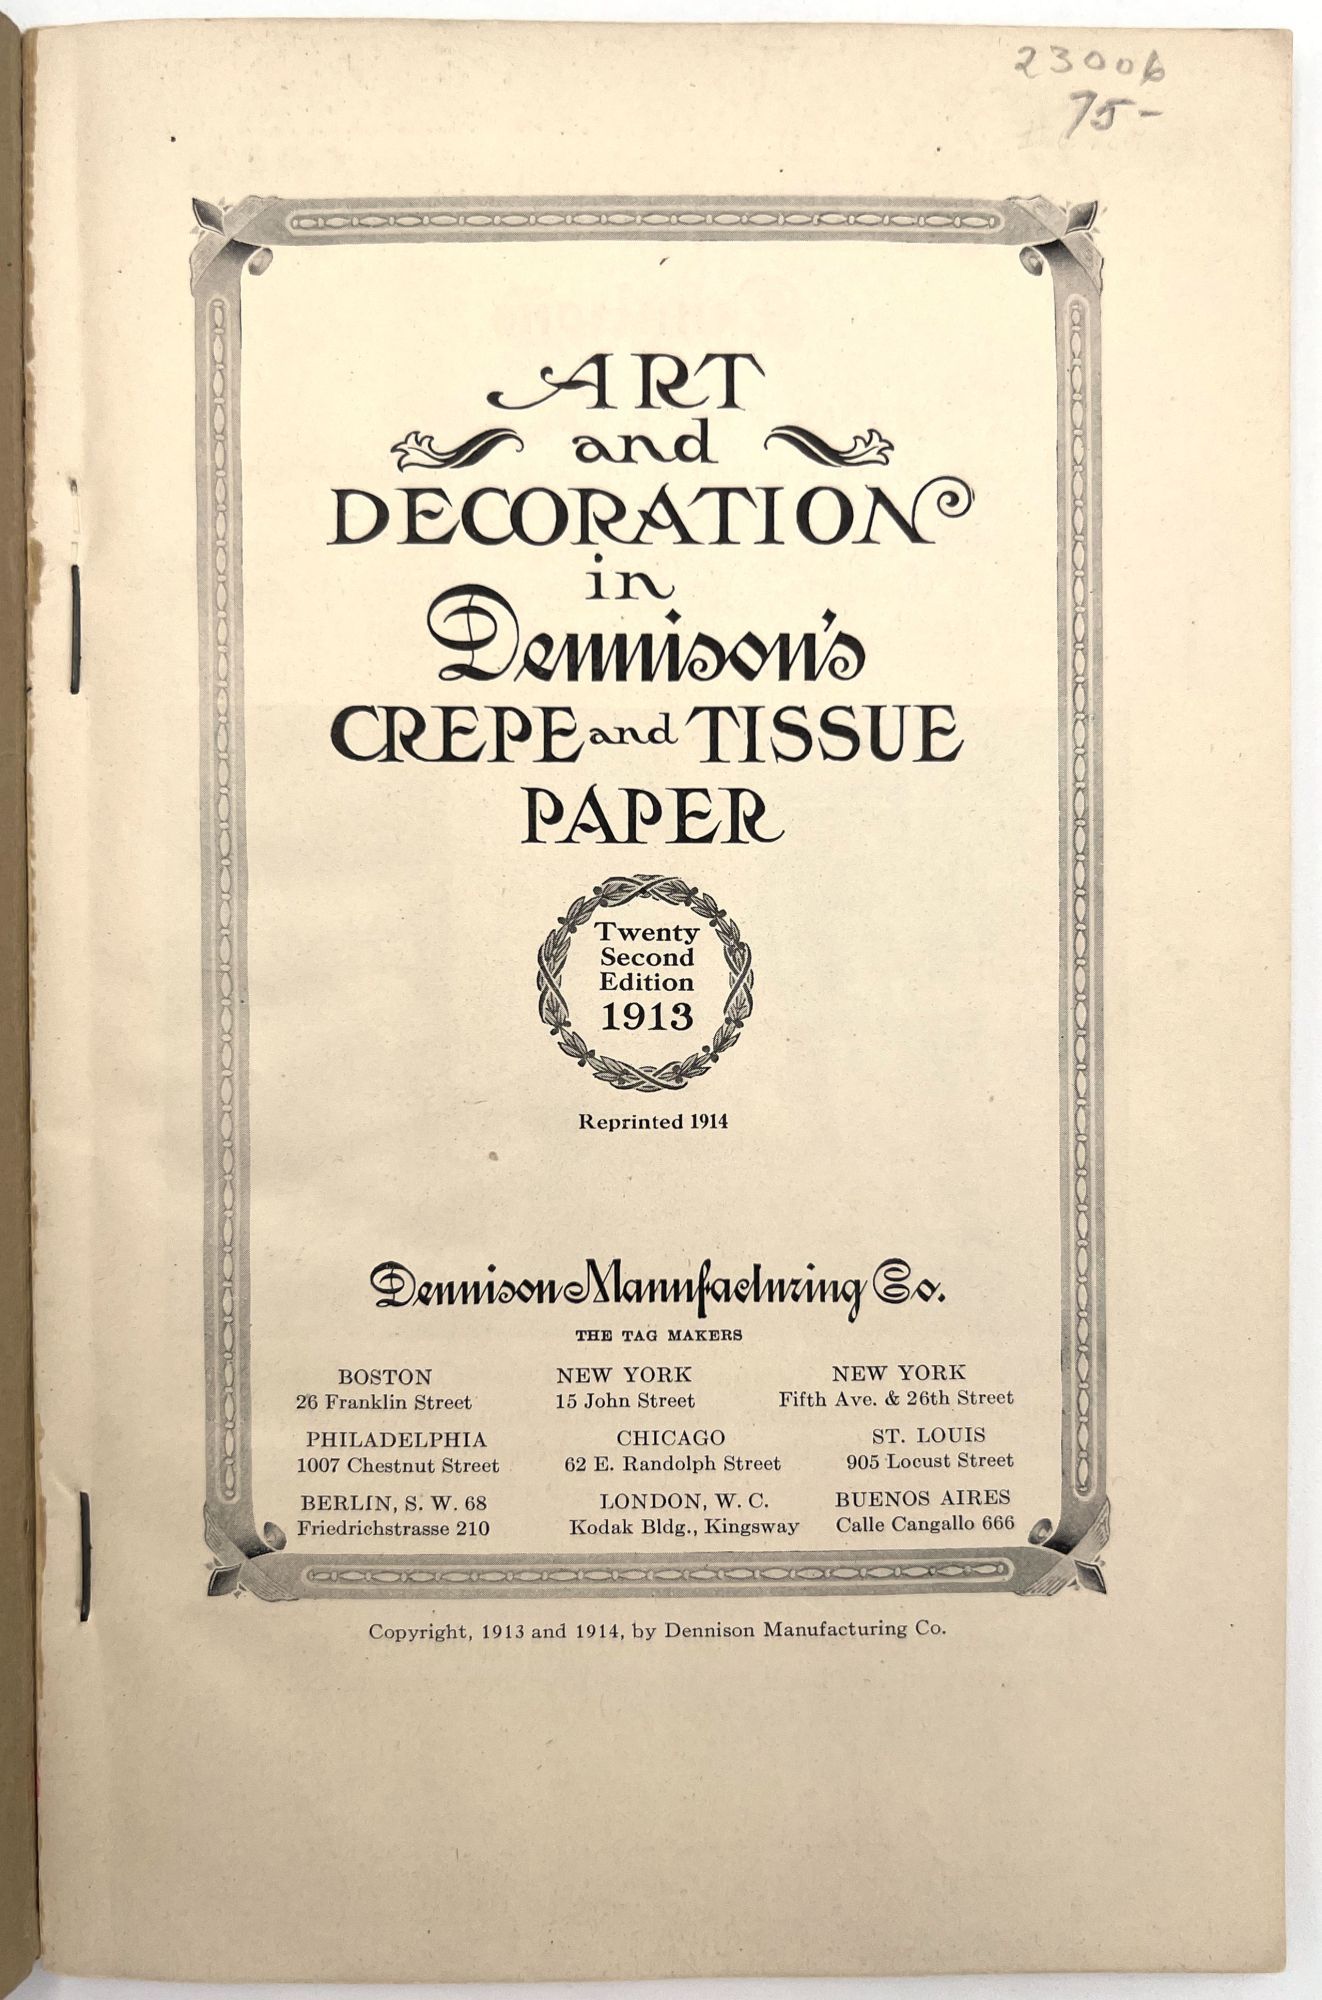 23006
75-
ART
and
DECORATION
in
Dennison's
CREPE and TISSUE
PAPER
Twenty
Second
Edition
1913
Reprinted 1914
Dennison Manufacturing Co.
THE TAG MAKERS
BOSTON NEW YORK NEW YORK
26 Franklin Street 15 John Street Fifth Ave. & 26th Street
PHILADELPHIA CHICAGO ST. LOUIS
1007 Chestnut Street 62 E. Randolph Street 905 Locust Street
BERLIN, S. W. 68 LONDON, W. C. BUENOS AIRES
Friedrichstrasse 210 Kodak Bldg., Kingsway Calle Cangallo 666
Copyright, 1913 and 1914, by Dennison Manufacturing Co.